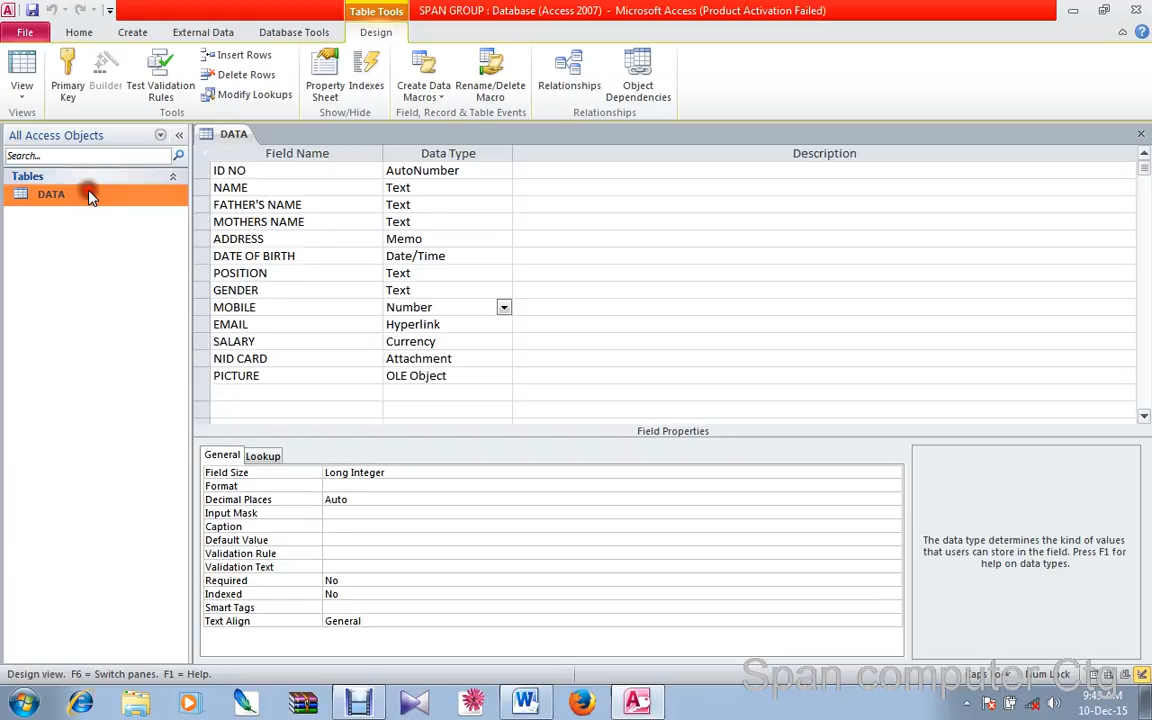 Table Tools
SPAN GROUP : Database (Access 2007) - Microsoft Access (Product Activation Failed)
File Home Create External Data Database Tools Design
View
Primary Key
Builder
Test Validation Rules
Insert Rows
Delete Rows
Modify Lookups
Property Sheet
Indexes
Create Data Macros
Rename/Delete Macro
Relationships
Object Dependencies
Views Tools Show/Hide Field, Record & Table Events Relationships
All Access Objects
Search...
Tables
DATA
DATA
Field Name Data Type Description
ID NO AutoNumber
NAME Text
FATHER'S NAME Text
MOTHERS NAME Text
ADDRESS Memo
DATE OF BIRTH Date/Time
POSITION Text
GENDER Text
MOBILE Number
EMAIL Hyperlink
SALARY Currency
NID CARD Attachment
PICTURE OLE Object
Field Properties
General Lookup
Field Size Long Integer
Format
Decimal Places Auto
Input Mask
Caption
Default Value
Validation Rule
Validation Text
Required No
Indexed No
Smart Tags
Text Align General
The data type determines the kind of values
that users can store in the field. Press F1 for
help on data types.
Design view. F6 = Switch panes. F1 = Help.
Num Lock
Span computer Ctg
10-Dec-15